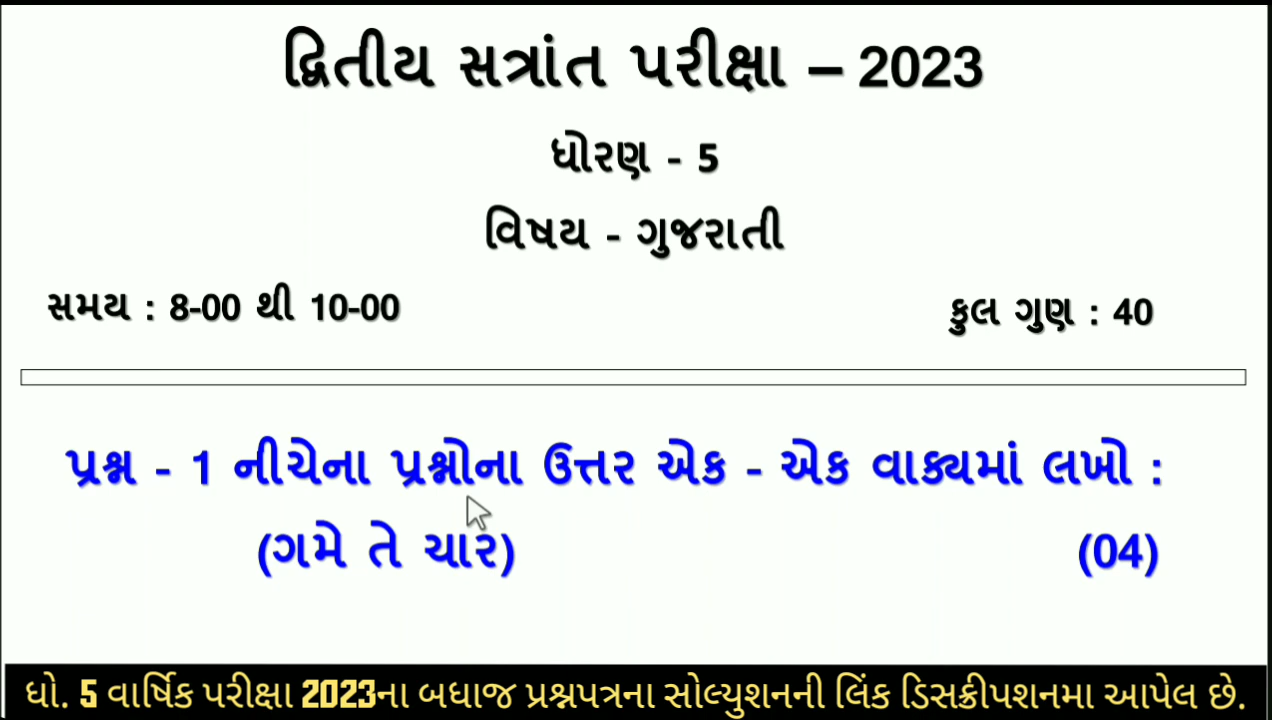 દ્વિતીય સત્રાંત પરીક્ષા – 2023
ધોરણ - 5
વિષય - ગુજરાતી
સમય : 8-00 થી 10-00
કુલ ગુણ : 40
પ્રશ્ન - 1 નીચેના પ્રશ્નોના ઉત્તર એક - એક વાક્યમાં લખો :
(ગમે તે ચાર) (04)
ધો. 5 વાર્ષિક પરીક્ષા 2023ના બધાજ પ્રશ્નપત્રના સોલ્યુશનની લિંક ડિસક્રીપશનમા આપેલ છે.